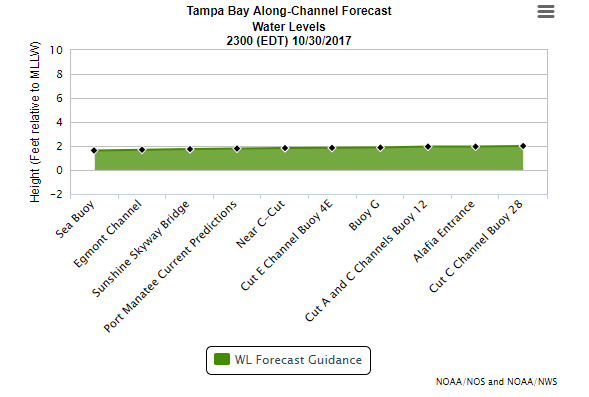 Tampa Bay Along-Channel Forecast
Water Levels
2300 (EDT) 10/30/2017
Height (Feet relative to MLLW)
10
8
6
4
2
0
−2
Sea Buoy
Egmont Channel
Sunshine Skyway Bridge
Port Manatee Current Predictions
Near C-Cut
Cut E Channel Buoy 4E
Buoy G
Cut A and C Channels Buoy 12
Alafia Entrance
Cut C Channel Buoy 28
WL Forecast Guidance
NOAA/NOS and NOAA/NWS